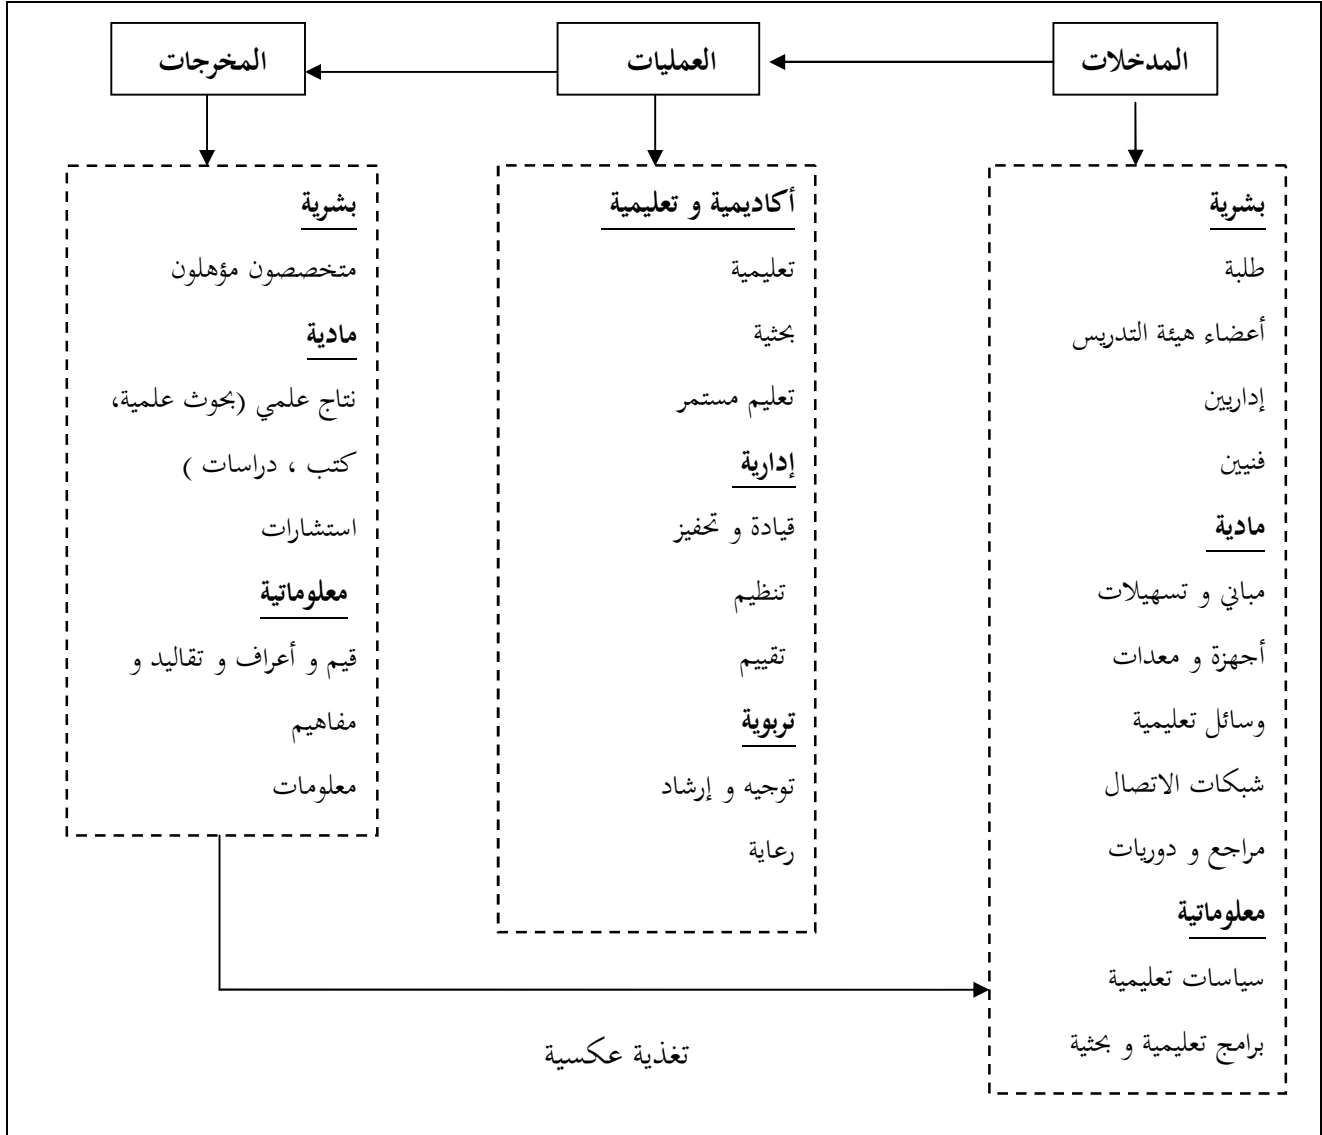 المدخلات
العمليات
المخرجات
بشرية
طلبة
أعضاء هيئة التدريس
إداريين
فنيين
مادية
مباني و تسهيلات
أجهزة و معدات
وسائل تعليمية
شبكات الاتصال
مراجع و دوريات
معلوماتية
سياسات تعليمية
برامج تعليمية و بحثية
أكاديمية و تعليمية
تعليمية
بحثية
تعليم مستمر
إدارية
قيادة و تحفيز
تنظيم
تقييم
تربوية
توجيه و إرشاد
رعاية
بشرية
متخصصون مؤهلون
مادية
نتاج علمي (بحوث علمية،
كتب ، دراسات )
استشارات
معلوماتية
قيم و أعراف و تقاليد و
مفاهيم
معلومات
تغذية عكسية